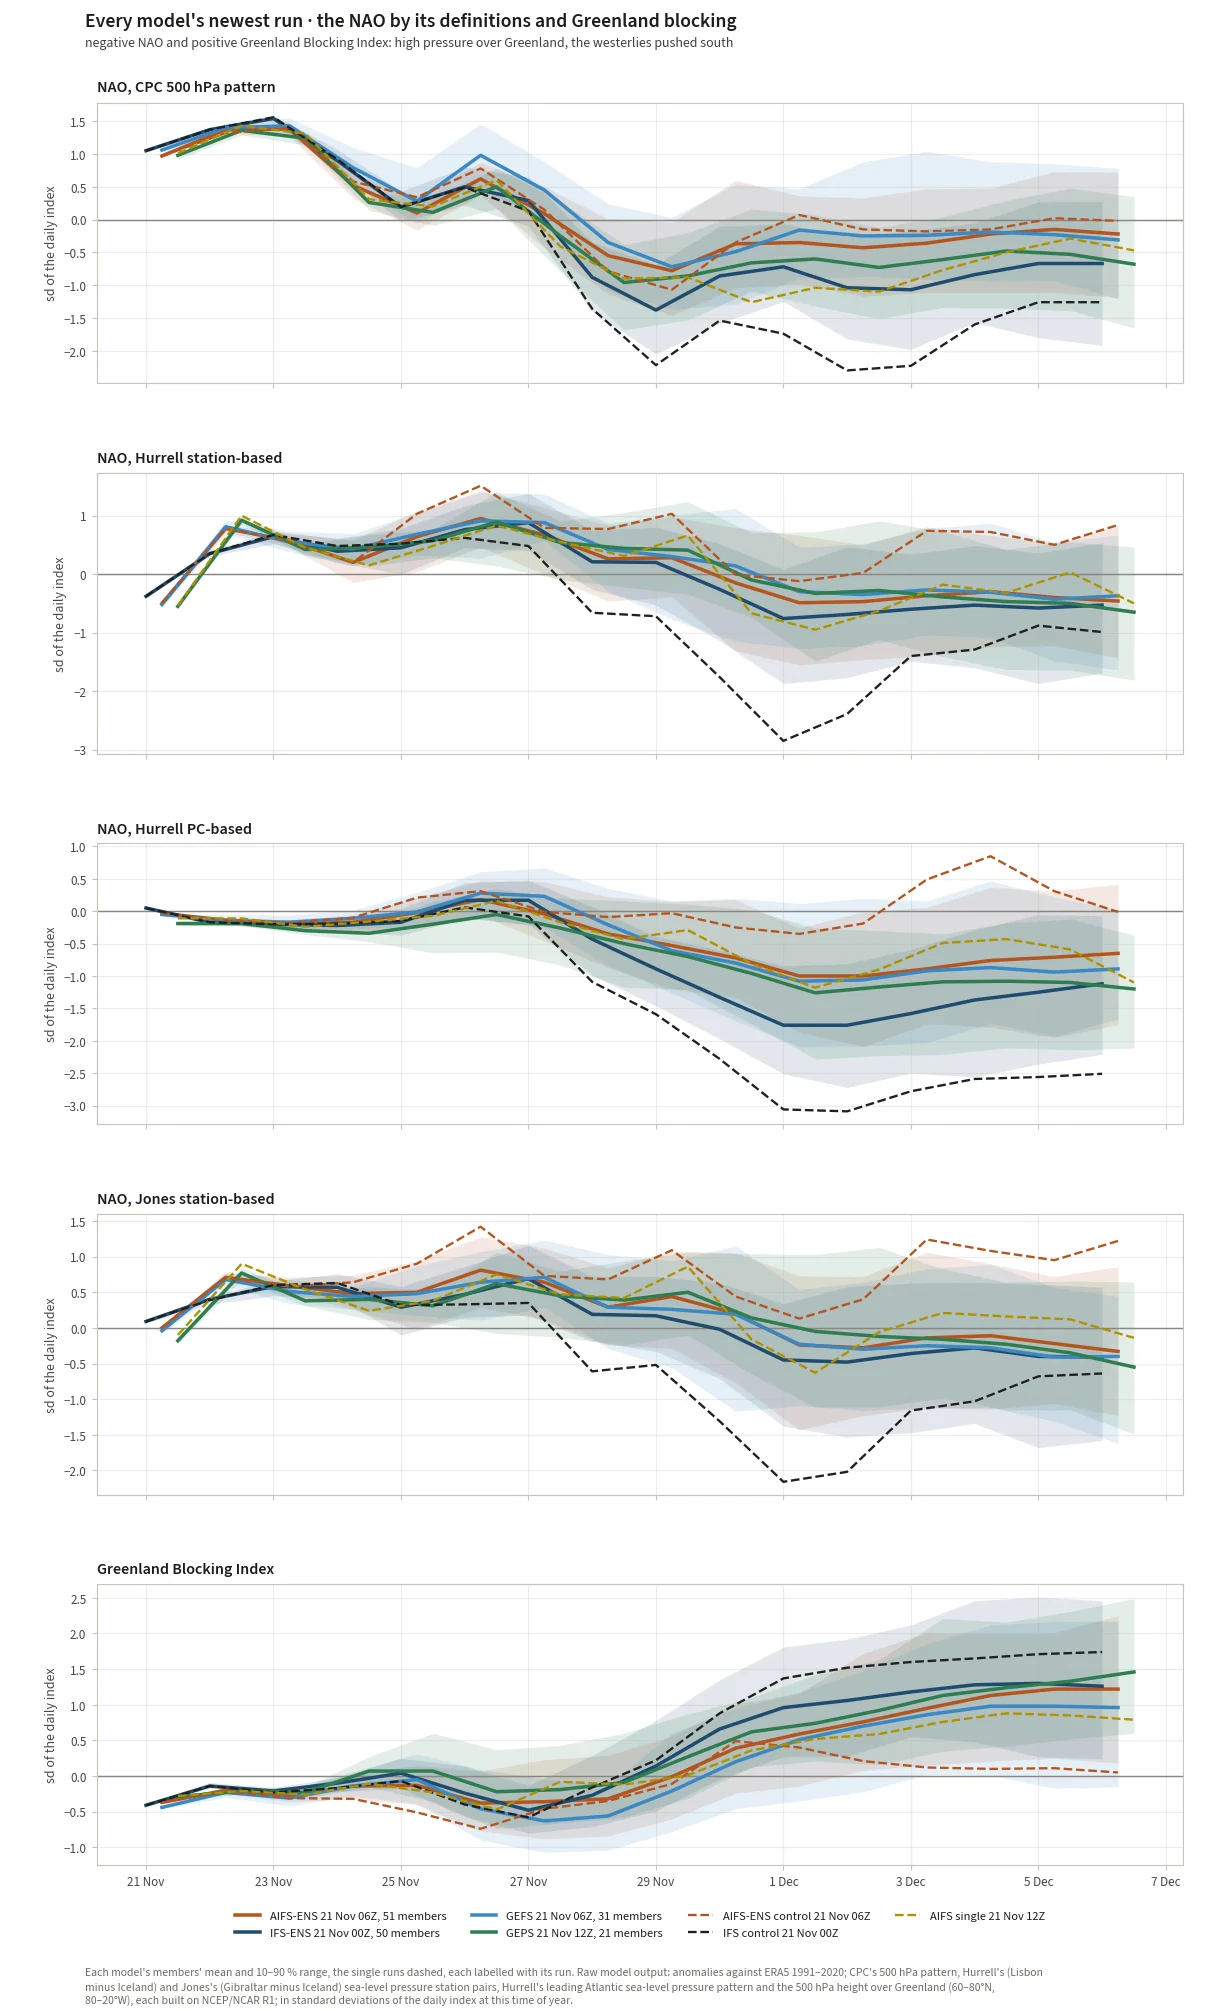 Every model's newest run · the NAO by its definitions and Greenland blocking
negative NAO and positive Greenland Blocking Index: high pressure over Greenland, the westerlies pushed south
NAO, CPC 500 hPa pattern
sd of the daily index
1.5
1.0
0.5
0.0
−0.5
−1.0
−1.5
−2.0
NAO, Hurrell station-based
sd of the daily index
1
0
−1
−2
−3
NAO, Hurrell PC-based
sd of the daily index
1.0
0.5
0.0
−0.5
−1.0
−1.5
−2.0
−2.5
−3.0
NAO, Jones station-based
sd of the daily index
1.5
1.0
0.5
0.0
−0.5
−1.0
−1.5
−2.0
Greenland Blocking Index
sd of the daily index
2.5
2.0
1.5
1.0
0.5
0.0
−0.5
−1.0
21 Nov 23 Nov 25 Nov 27 Nov 29 Nov 1 Dec 3 Dec 5 Dec 7 Dec
AIFS-ENS 21 Nov 06Z, 51 members GEFS 21 Nov 06Z, 31 members AIFS-ENS control 21 Nov 06Z AIFS single 21 Nov 12Z
IFS-ENS 21 Nov 00Z, 50 members GEPS 21 Nov 12Z, 21 members IFS control 21 Nov 00Z
Each model's members' mean and 10–90 % range, the single runs dashed, each labelled with its run. Raw model output: anomalies against ERA5 1991–2020; CPC's 500 hPa pattern, Hurrell's (Lisbon
minus Iceland) and Jones's (Gibraltar minus Iceland) sea-level pressure station pairs, Hurrell's leading Atlantic sea-level pressure pattern and the 500 hPa height over Greenland (60–80°N,
80–20°W), each built on NCEP/NCAR R1; in standard deviations of the daily index at this time of year.